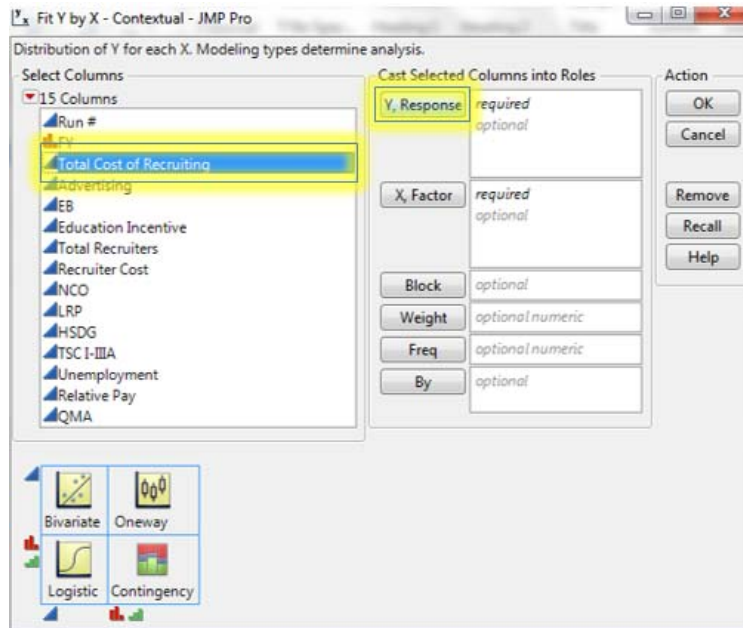 Fit Y by X - Contextual - JMP Pro
Distribution of Y for each X. Modeling types determine analysis.
Select Columns
15 Columns
Run #
FY
Total Cost of Recruiting
Advertising
EB
Education Incentive
Total Recruiters
Recruiter Cost
NCO
LRP
HSDG
TSC I-IIIA
Unemployment
Relative Pay
QMA
Cast Selected Columns into Roles
Y, Response required
optional
X, Factor required
optional
Block optional
Weight optional numeric
Freq optional numeric
By optional
Action
OK
Cancel
Remove
Recall
Help
Bivariate Oneway
Logistic Contingency